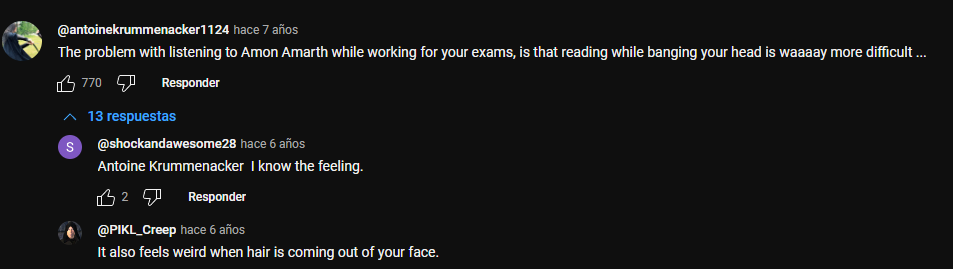 @antoinekrummenacker1124 hace 7 años
The problem with listening to Amon Amarth while working for your exams, is that reading while banging your head is waaaay more difficult ...
770 Responder
13 respuestas
S @shockandawesome28 hace 6 años
Antoine Krummenacker  I know the feeling.
2 Responder
@PIKL_Creep hace 6 años
It also feels weird when hair is coming out of your face.